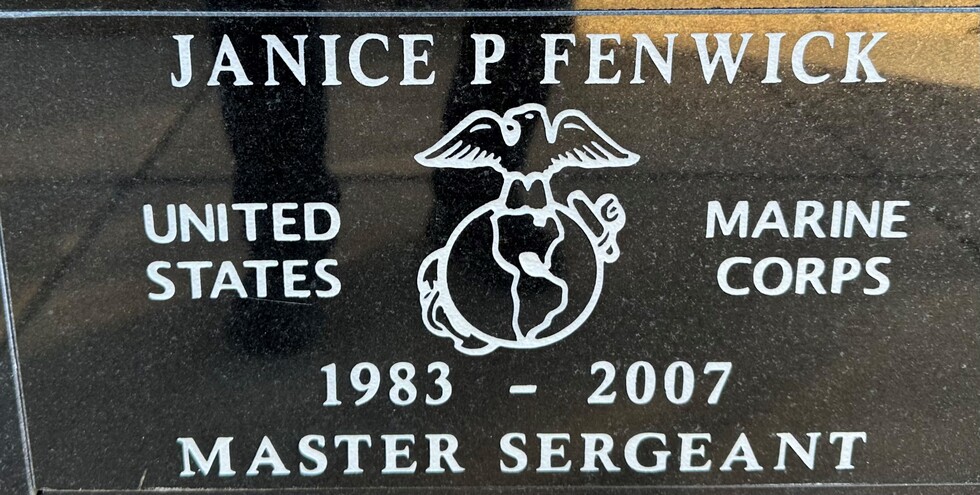 JANICE P FENWICK
UNITED
STATES
MARINE
CORPS
1983 - 2007
MASTER SERGEANT